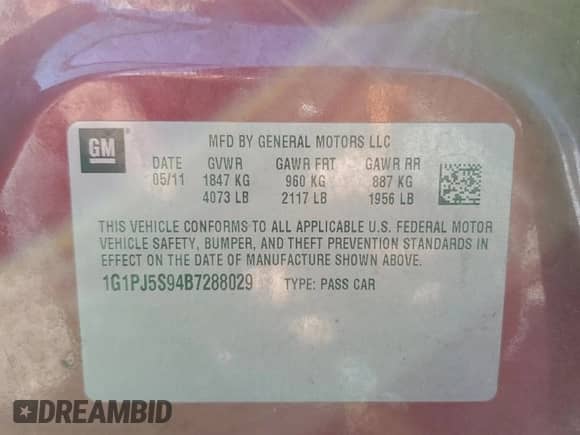 GM
MFD BY GENERAL MOTORS LLC
DATE GVWR GAWR FRT GAWR RR
05/11 1847 KG 960 KG 887 KG
4073 LB 2117 LB 1956 LB
THIS VEHICLE CONFORMS TO ALL APPLICABLE U.S. FEDERAL MOTOR
VEHICLE SAFETY, BUMPER, AND THEFT PREVENTION STANDARDS IN
EFFECT ON THE DATE OF MANUFACTURE SHOWN ABOVE.
1G1PJ5S94B7288029 TYPE: PASS CAR
DREAMBID